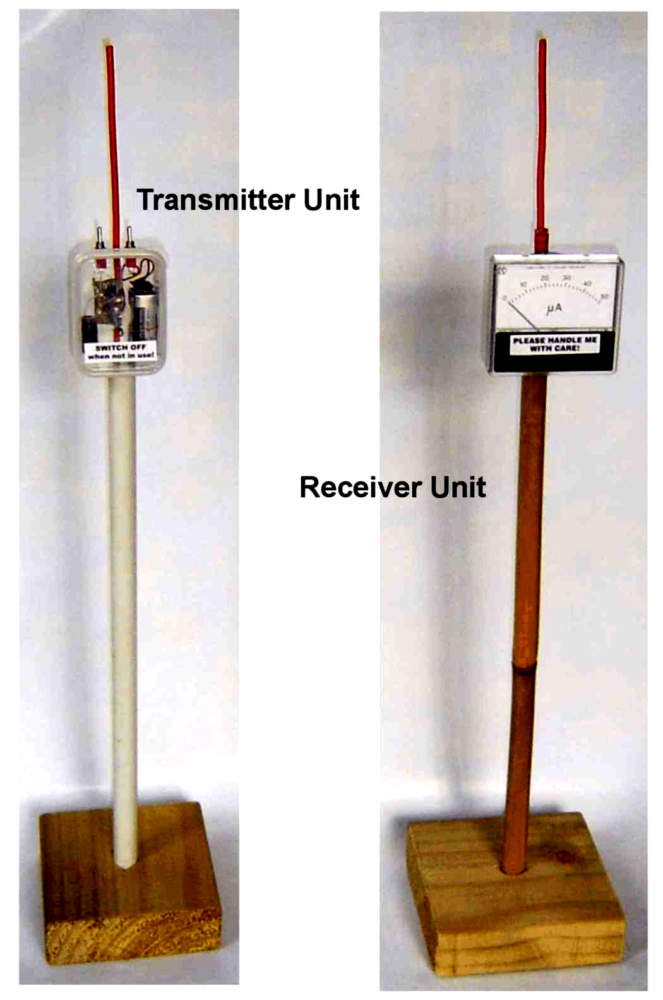 Transmitter Unit
SWITCH OFF
when not in use!
10 20 30 40
0 50
µA
PLEASE HANDLE ME
WITH CARE!
Receiver Unit